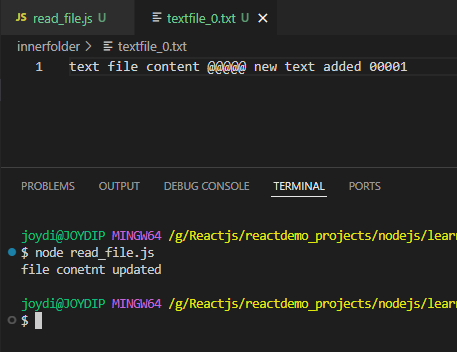 JS read_file.js U
textfile_0.txt U
innerfolder > textfile_0.txt
1 text file content @@@@@ new text added 00001
PROBLEMS OUTPUT DEBUG CONSOLE TERMINAL PORTS
joydi@JOYDIP MINGW64 /g/Reactjs/reactdemo_projects/nodejs/lear
$ node read_file.js
file conetnt updated
joydi@JOYDIP MINGW64 /g/Reactjs/reactdemo_projects/nodejs/lear
$